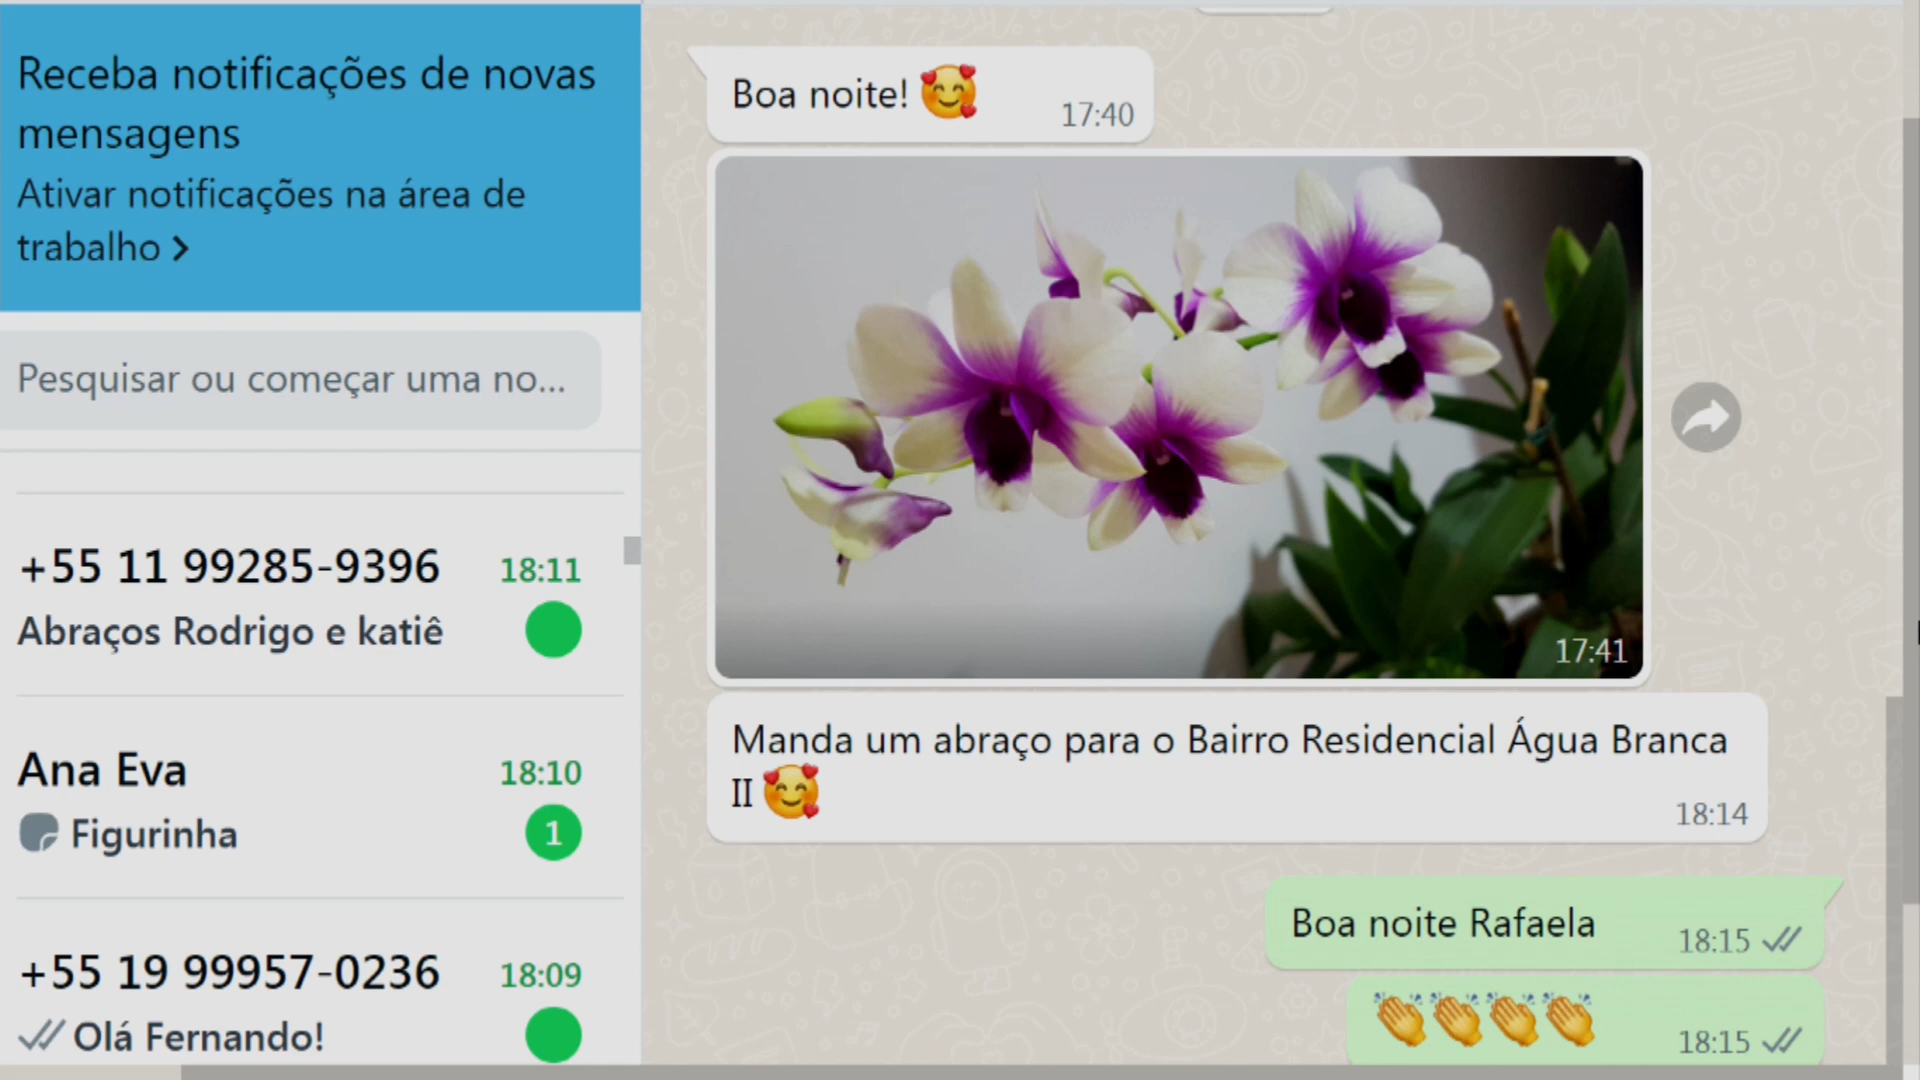 Receba notificações de novas
mensagens
Ativar notificações na área de
trabalho
Pesquisar ou começar uma no...
+55 11 99285-9396 18:11
Abraços Rodrigo e katiê
Ana Eva 18:10
Figurinha 1
+55 19 99957-0236 18:09
Olá Fernando!
Boa noite! 🥰 17:40
17:41
Manda um abraço para o Bairro Residencial Água Branca
II 🥰 18:14
Boa noite Rafaela 18:15
👏👏👏👏 18:15